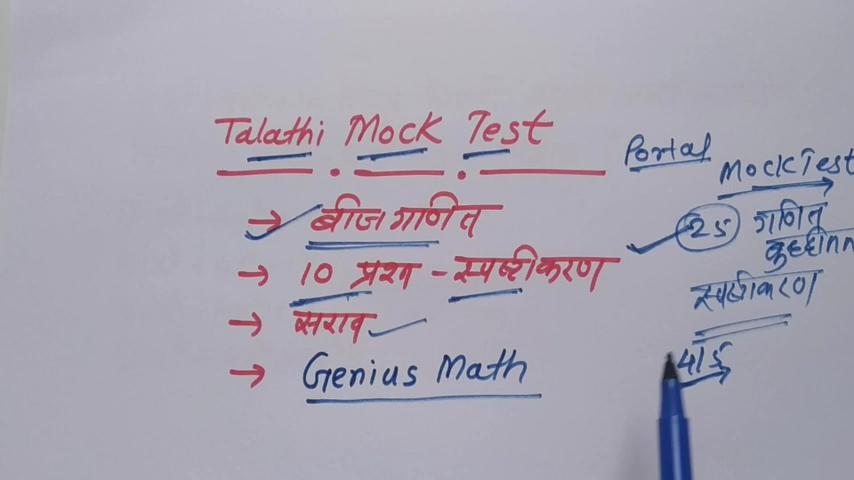 Talathi Mock Test
→ बीजगणित
→ 10 प्रश्न - स्पष्टीकरण
→ सराव
→ Genius Math
Portal
Mock Test
25 गणित
स्पष्टीकरण